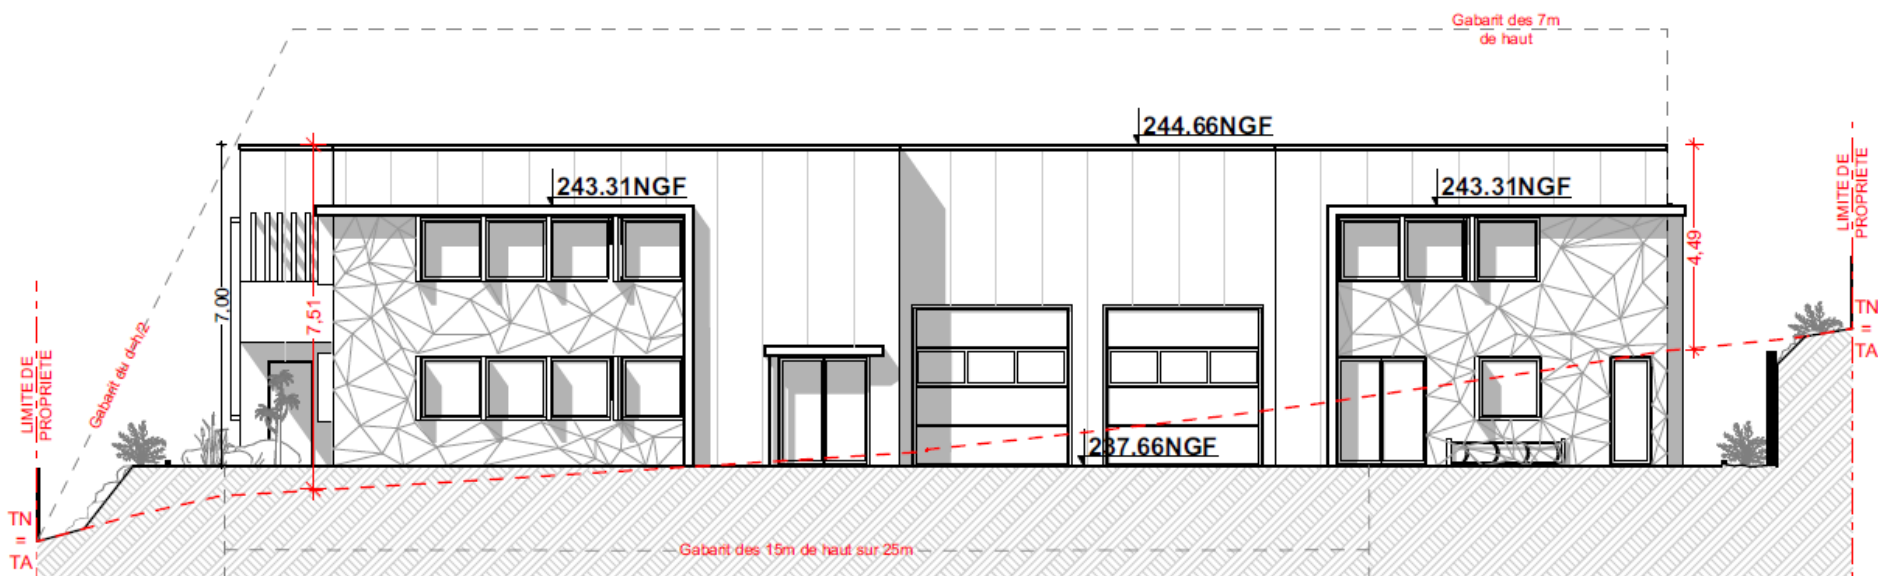 Gabarit des 7m
de haut
244.66NGF
243.31NGF
243.31NGF
LIMITE DE
PROPRIETE
4,49
7,00
7,51
Gabarit du d=h/2
TN
=
TA
LIMITE DE
PROPRIETE
237.66NGF
TN
=
TA
Gabarit des 15m de haut sur 25m